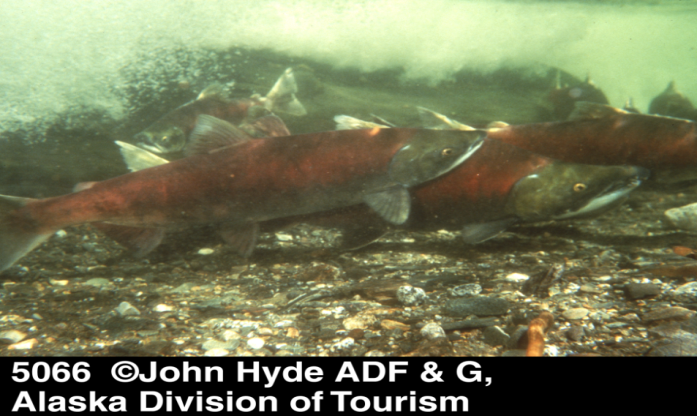 5066 ©John Hyde ADF & G,
Alaska Division of Tourism